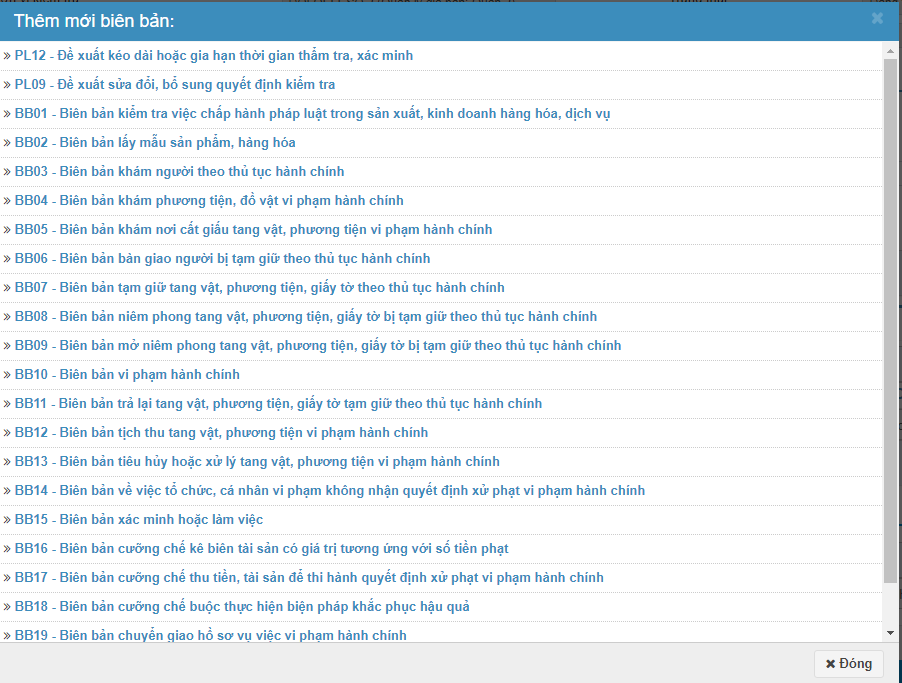 Thêm mới biên bản:
» PL12 - Đề xuất kéo dài hoặc gia hạn thời gian thẩm tra, xác minh
» PL09 - Đề xuất sửa đổi, bổ sung quyết định kiểm tra
» BB01 - Biên bản kiểm tra việc chấp hành pháp luật trong sản xuất, kinh doanh hàng hóa, dịch vụ
» BB02 - Biên bản lấy mẫu sản phẩm, hàng hóa
» BB03 - Biên bản khám người theo thủ tục hành chính
» BB04 - Biên bản khám phương tiện, đồ vật vi phạm hành chính
» BB05 - Biên bản khám nơi cất giấu tang vật, phương tiện vi phạm hành chính
» BB06 - Biên bản bàn giao người bị tạm giữ theo thủ tục hành chính
» BB07 - Biên bản tạm giữ tang vật, phương tiện, giấy tờ theo thủ tục hành chính
» BB08 - Biên bản niêm phong tang vật, phương tiện, giấy tờ bị tạm giữ theo thủ tục hành chính
» BB09 - Biên bản mở niêm phong tang vật, phương tiện, giấy tờ bị tạm giữ theo thủ tục hành chính
» BB10 - Biên bản vi phạm hành chính
» BB11 - Biên bản trả lại tang vật, phương tiện, giấy tờ tạm giữ theo thủ tục hành chính
» BB12 - Biên bản tịch thu tang vật, phương tiện vi phạm hành chính
» BB13 - Biên bản tiêu hủy hoặc xử lý tang vật, phương tiện vi phạm hành chính
» BB14 - Biên bản về việc tổ chức, cá nhân vi phạm không nhận quyết định xử phạt vi phạm hành chính
» BB15 - Biên bản xác minh hoặc làm việc
» BB16 - Biên bản cưỡng chế kê biên tài sản có giá trị tương ứng với số tiền phạt
» BB17 - Biên bản cưỡng chế thu tiền, tài sản để thi hành quyết định xử phạt vi phạm hành chính
» BB18 - Biên bản cưỡng chế buộc thực hiện biện pháp khắc phục hậu quả
» BB19 - Biên bản chuyển giao hồ sơ vụ việc vi phạm hành chính
Đóng